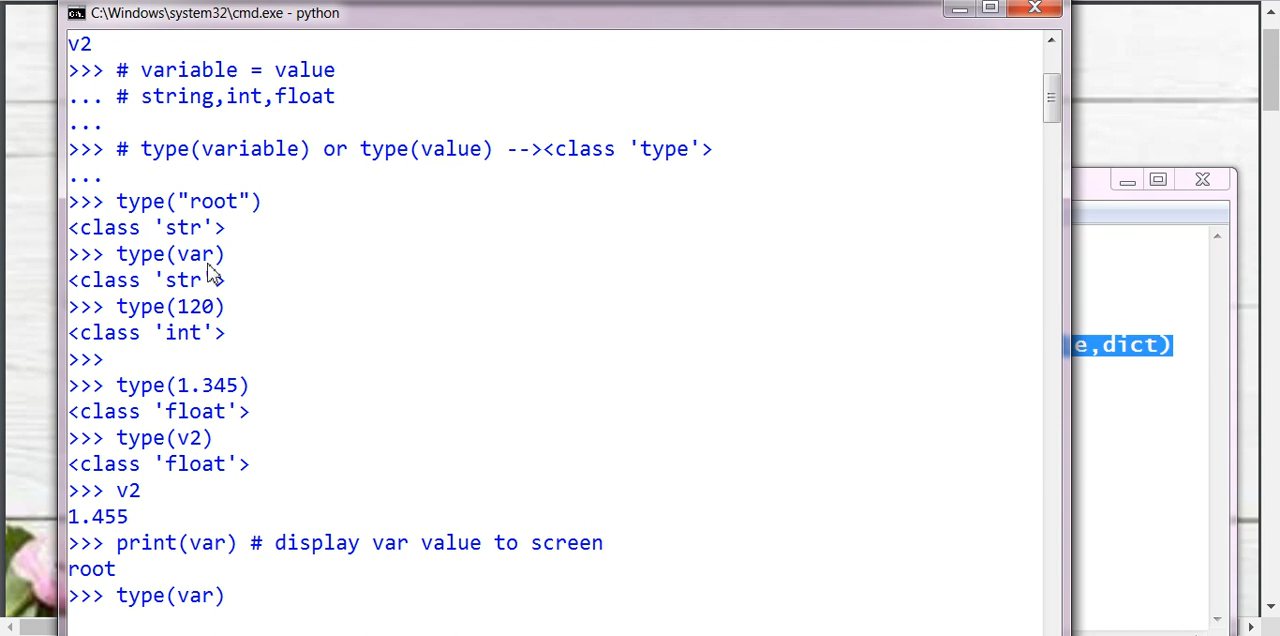 C:\Windows\system32\cmd.exe - python
v2
>>> # variable = value
... # string,int,float
...
>>> # type(variable) or type(value) --><class 'type'>
...
>>> type("root")
<class 'str'>
>>> type(var)
<class 'str'>
>>> type(120)
<class 'int'>
>>>
>>> type(1.345)
<class 'float'>
>>> type(v2)
<class 'float'>
>>> v2
1.455
>>> print(var) # display var value to screen
root
>>> type(var)
e,dict)